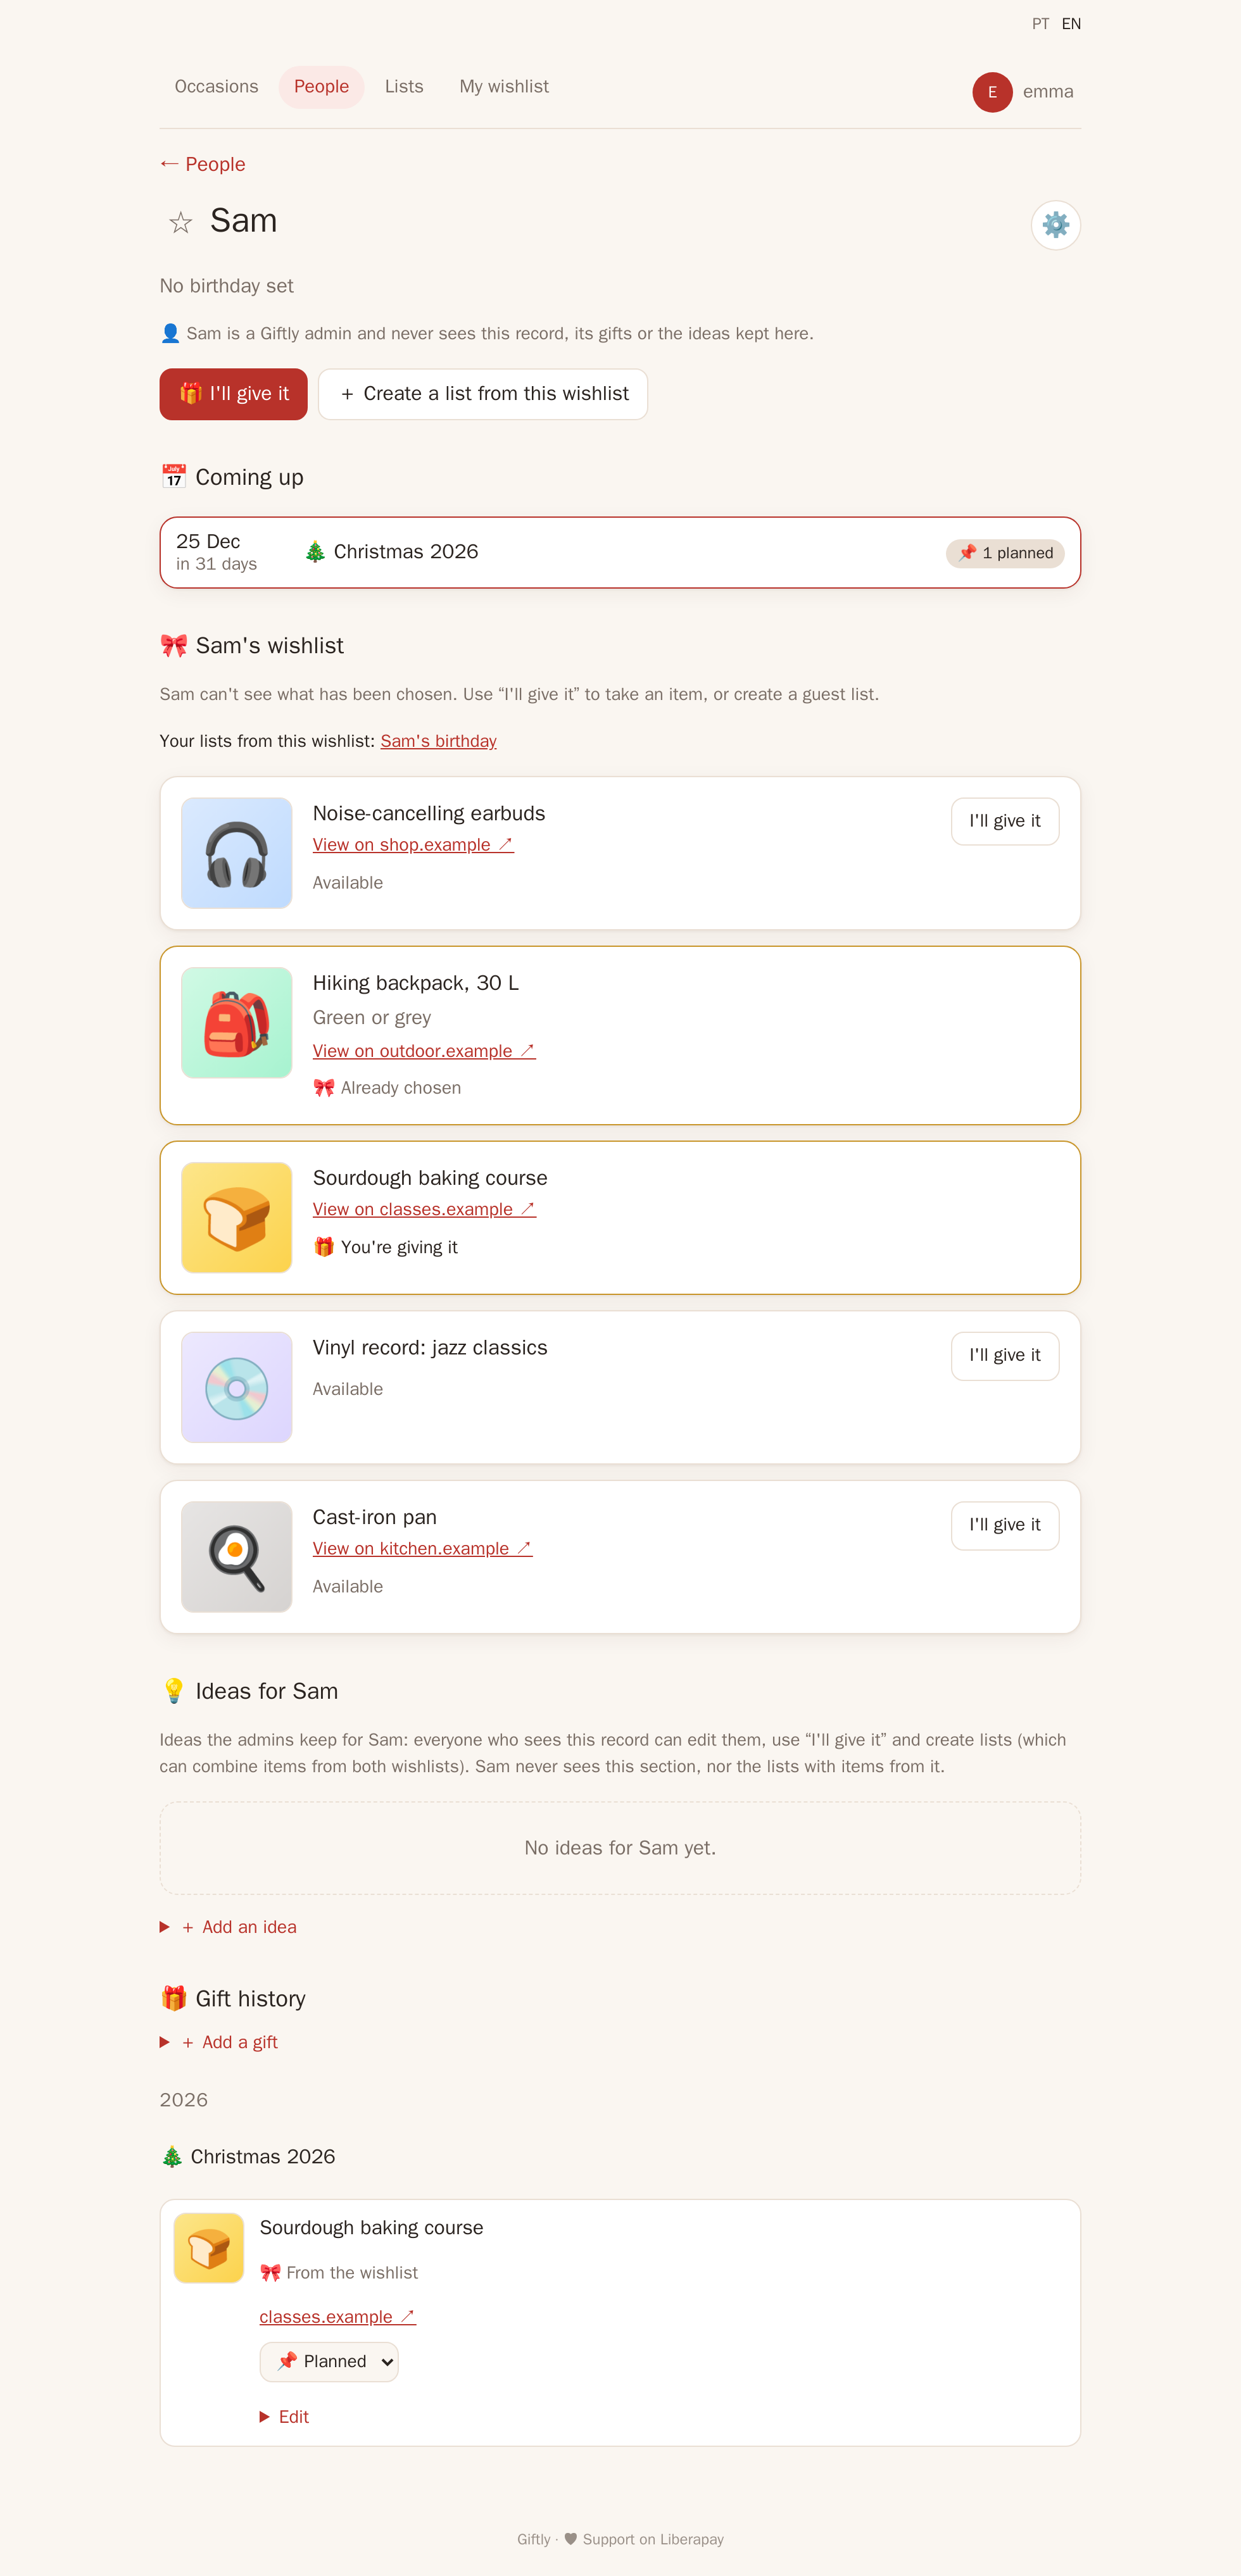 PT EN
Occasions People Lists My wishlist E emma
← People
☆ Sam
No birthday set
👤 Sam is a Giftly admin and never sees this record, its gifts or the ideas kept here.
🎁 I'll give it + Create a list from this wishlist
📅 Coming up
25 Dec
in 31 days
🎄 Christmas 2026
📌 1 planned
🎀 Sam's wishlist
Sam can't see what has been chosen. Use “I'll give it” to take an item, or create a guest list.
Your lists from this wishlist: Sam's birthday
Noise-cancelling earbuds
View on shop.example ↗
Available
I'll give it
Hiking backpack, 30 L
Green or grey
View on outdoor.example ↗
🎀 Already chosen
Sourdough baking course
View on classes.example ↗
🎁 You're giving it
Vinyl record: jazz classics
Available
I'll give it
Cast-iron pan
View on kitchen.example ↗
Available
I'll give it
💡 Ideas for Sam
Ideas the admins keep for Sam: everyone who sees this record can edit them, use “I'll give it” and create lists (which
can combine items from both wishlists). Sam never sees this section, nor the lists with items from it.
No ideas for Sam yet.
▶ + Add an idea
🎁 Gift history
▶ + Add a gift
2026
🎄 Christmas 2026
Sourdough baking course
🎀 From the wishlist
classes.example ↗
📌 Planned
▶ Edit
Giftly · ♥ Support on Liberapay